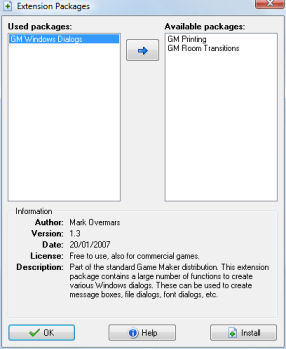 Extension Packages
Used packages:
Available packages:
GM Windows Dialogs
GM Printing
GM Room Transitions
Information
Author: Mark Overmars
Version: 1.3
Date: 20/01/2007
License: Free to use, also for commercial games.
Description: Part of the standard Game Maker distribution. This extension
package contains a large number of functions to create
various Windows dialogs. These can be used to create
message boxes, file dialogs, font dialogs, etc.
OK
Help
Install